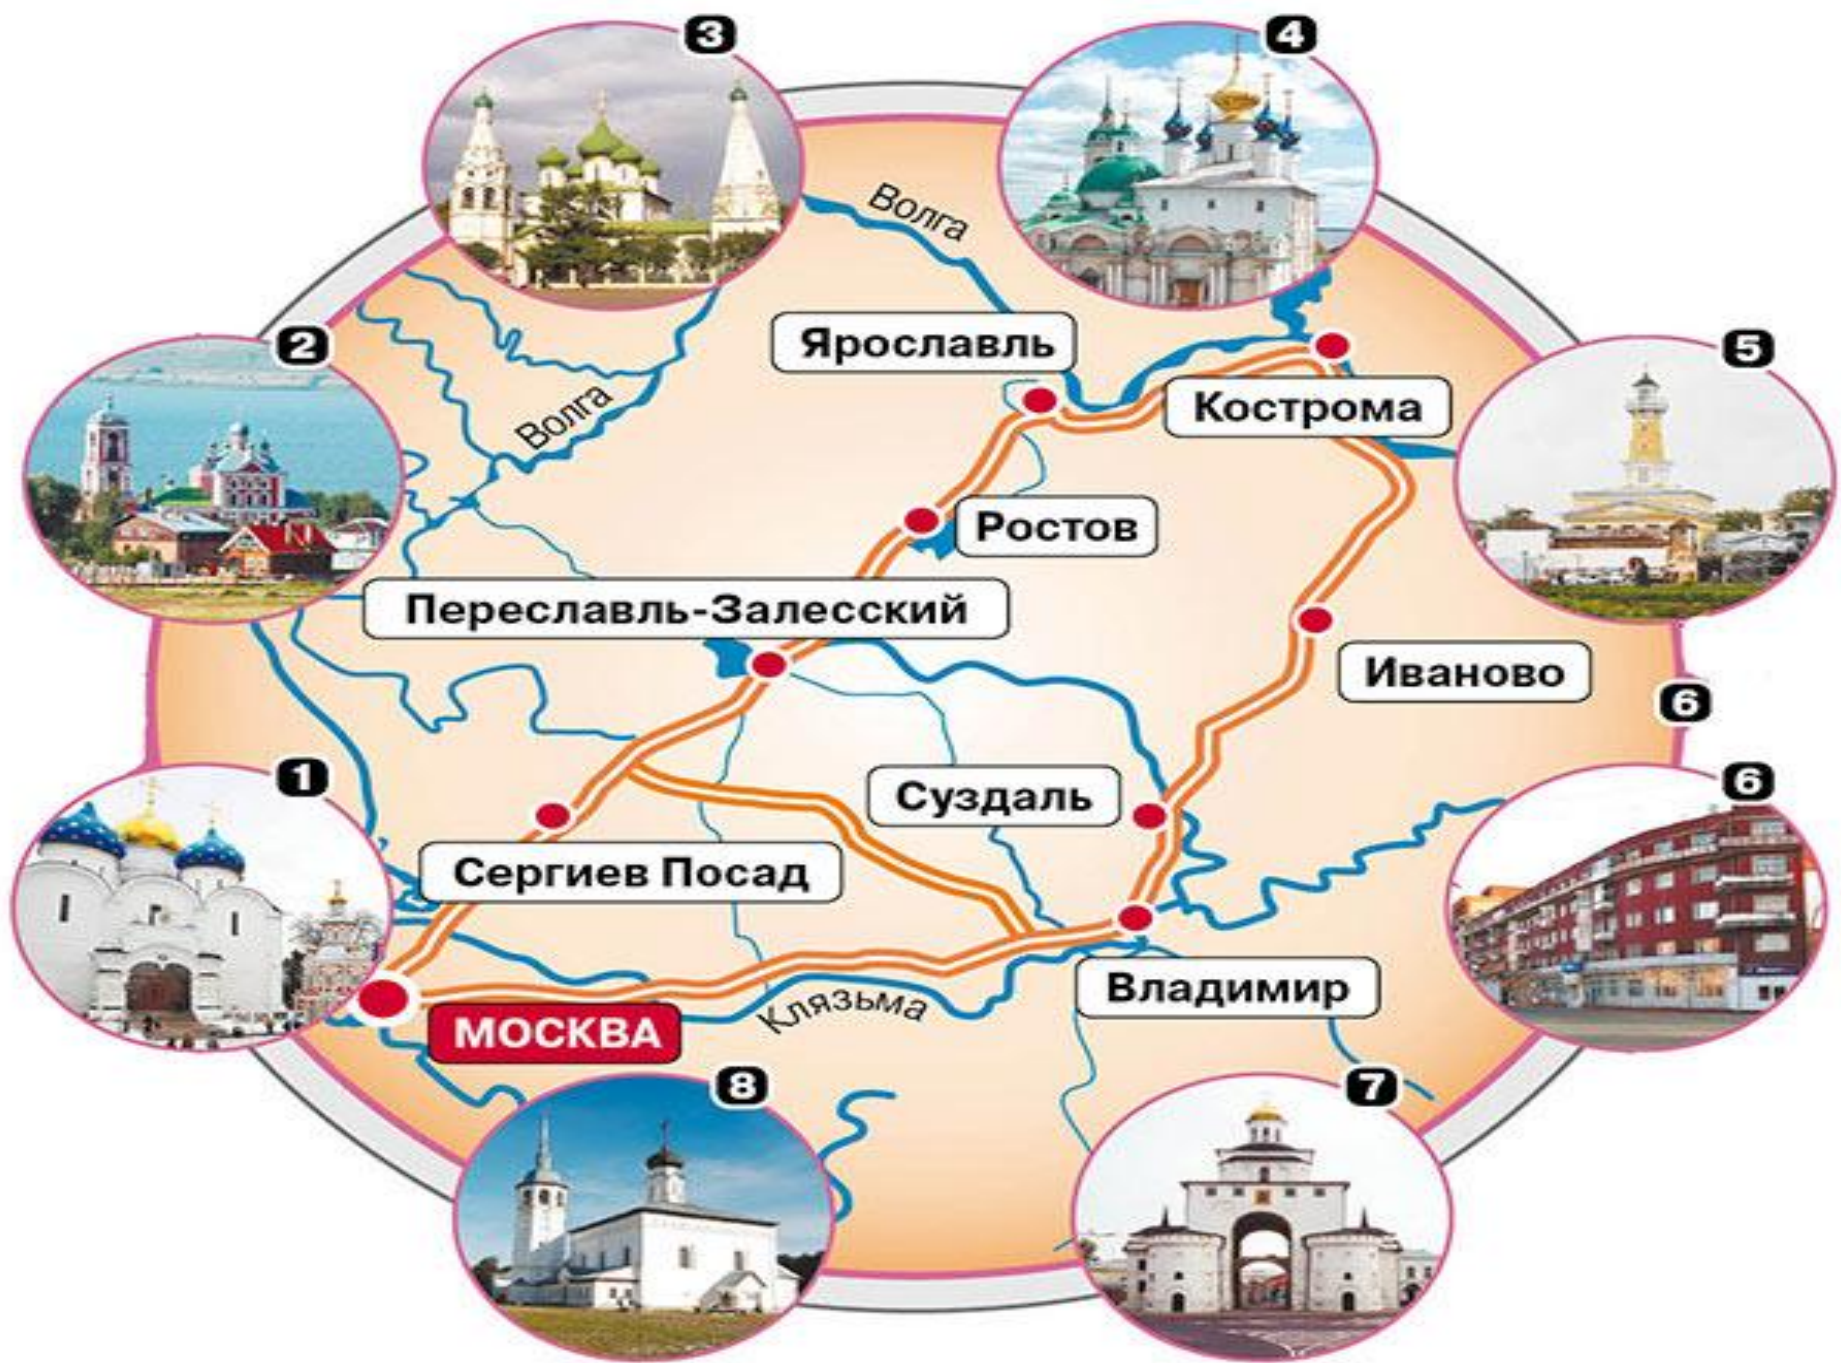 3
4
Волга
2
Ярославль
5
Кострома
Волга
Ростов
Переславль-Залесский
Иваново
6
1
6
Суздаль
Сергиев Посад
Владимир
Клязьма
МОСКВА
8
7